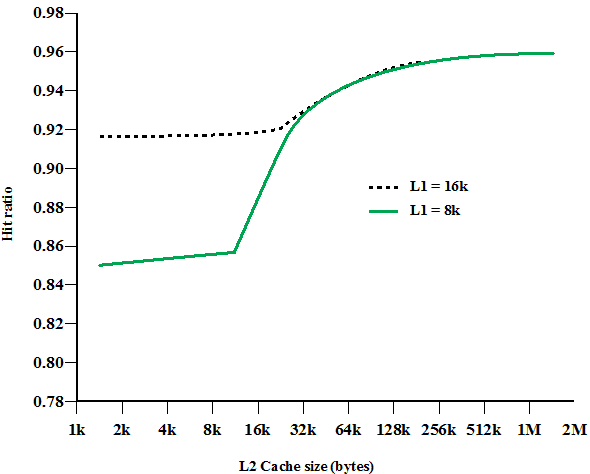 0.98
0.96
0.94
0.92
0.90
0.88
0.86
0.84
0.82
0.80
0.78
Hit ratio
L1 = 16k
L1 = 8k
1k 2k 4k 8k 16k 32k 64k 128k 256k 512k 1M 2M
L2 Cache size (bytes)